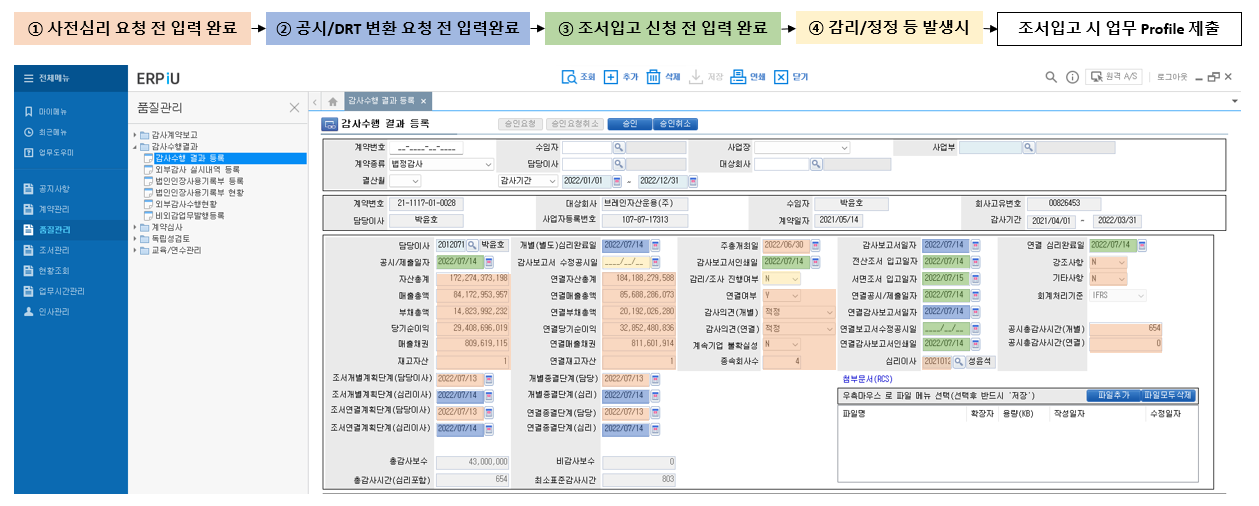 ① 사전심리 요청 전 입력 완료 ② 공시/DRT 변환 요청 전 입력완료 ③ 조서입고 신청 전 입력 완료 ④ 감리/정정 등 발생시 조서입고 시 업무 Profile 제출
전체메뉴 ERP iU 조회 추가 삭제 저장 인쇄 닫기 원격 A/S 로그아웃
마이메뉴
최근메뉴
업무도우미
공지사항
계약관리
품질관리
조서관리
현황조회
업무시간관리
인사관리
품질관리
감사계약보고
감사수행결과
감사수행 결과 등록
외부감사 실시내역 등록
법인인장사용기록부 등록
법인인장사용기록부 현황
외부감사수행현황
비외감업무발행등록
계약심사
독립성검토
교육/연수관리
감사수행 결과 등록
감사수행 결과 등록 승인요청 승인요청취소 승인 승인취소
계약번호 __-____-__-____ 수임자 사업장 사업부
계약종류 법정감사 담당이사 대상회사
결산월 감사기간 2022/01/01 ~ 2022/12/31
계약번호 21-1117-01-0028 대상회사 브레인자산운용(주) 수임자 박윤호 회사고유번호 00826453
담당이사 박윤호 사업자등록번호 107-87-17313 계약일자 2021/05/14 감사기간 2021/04/01 ~ 2022/03/31
담당이사 2012071 박윤호 개별(별도)심리완료일 2022/07/14 주총개최일 2022/06/30 감사보고서일자 2022/07/14 연결 심리완료일 2022/07/14
공시/제출일자 2022/07/14 감사보고서 수정공시일 ____/__/__ 감사보고서인쇄일 2022/07/14 전산조서 입고일자 2022/07/14 강조사항 N
자산총계 172,274,373,198 연결자산총계 184,188,279,588 감리/조사 진행여부 N 서면조서 입고일자 2022/07/15 기타사항 N
매출총액 84,172,953,957 연결매출총액 85,688,286,073 연결여부 Y 연결공시/제출일자 2022/07/14 회계처리기준 IFRS
부채총액 14,823,992,232 연결부채총액 20,192,026,280 감사의견(개별) 적정 연결감사보고서일자 2022/07/14
당기순이익 29,408,696,019 연결당기순이익 32,852,480,836 감사의견(연결) 적정 연결보고서수정공시일 ____/__/__ 공시총감사시간(개별) 654
매출채권 809,619,115 연결매출채권 811,601,914 계속기업 불확실성 N 연결감사보고서인쇄일 2022/07/14 공시총감사시간(연결) 0
재고자산 1 연결재고자산 1 종속회사수 4 심리이사 2021012 성윤석
조서개별계획단계(담당이사) 2022/07/13 개별종결단계(담당) 2022/07/13 첨부문서(RCS)
조서개별계획단계(심리이사) 2022/07/14 개별종결단계(심리) 2022/07/14 우측마우스 로 파일 메뉴 선택(선택후 반드시 '저장') 파일추가 파일모두삭제
조서연결계획단계(담당이사) 2022/07/13 연결종결단계(담당) 2022/07/13 파일명 확장자 용량(KB) 작성일자 수정일자
조서연결계획단계(심리이사) 2022/07/14 연결종결단계(심리) 2022/07/14
총감사보수 43,000,000 비감사보수 0
총감사시간(심리포함) 654 최소표준감사시간 803